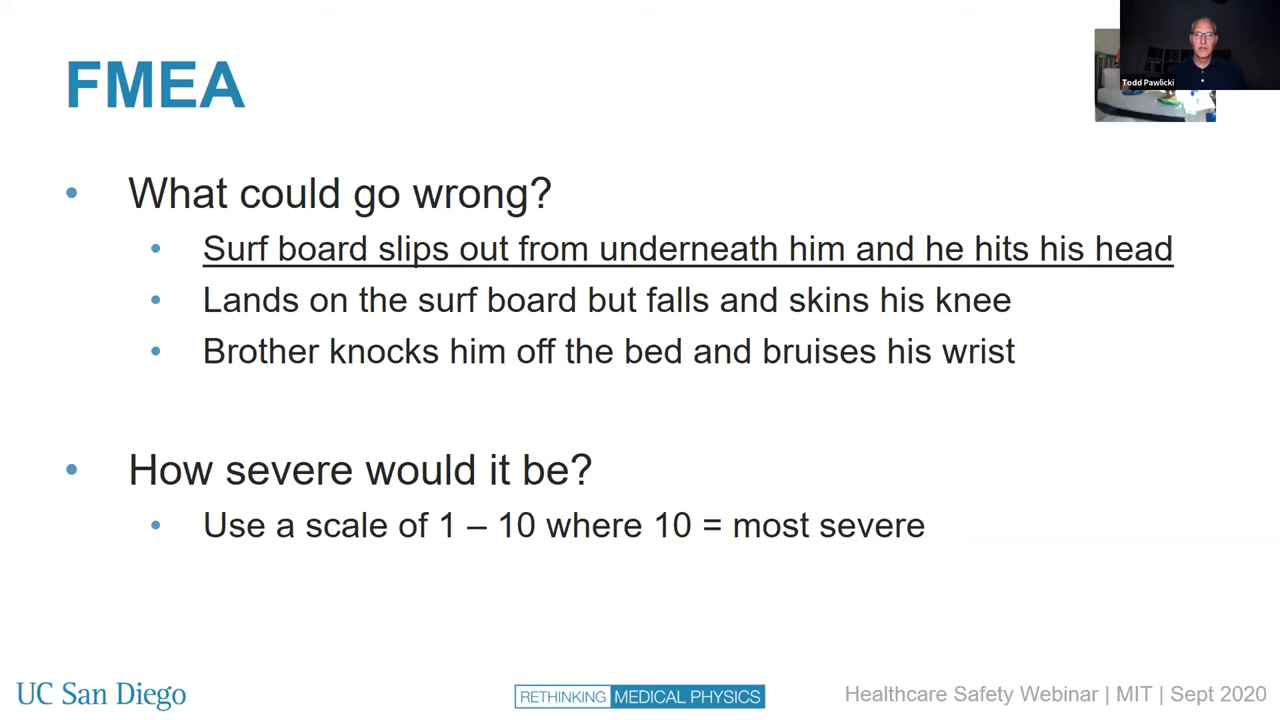 FMEA
Todd Pawlicki
• What could go wrong?
• Surf board slips out from underneath him and he hits his head
• Lands on the surf board but falls and skins his knee
• Brother knocks him off the bed and bruises his wrist
• How severe would it be?
• Use a scale of 1 – 10 where 10 = most severe
UC San Diego
RETHINKING MEDICAL PHYSICS
Healthcare Safety Webinar | MIT | Sept 2020